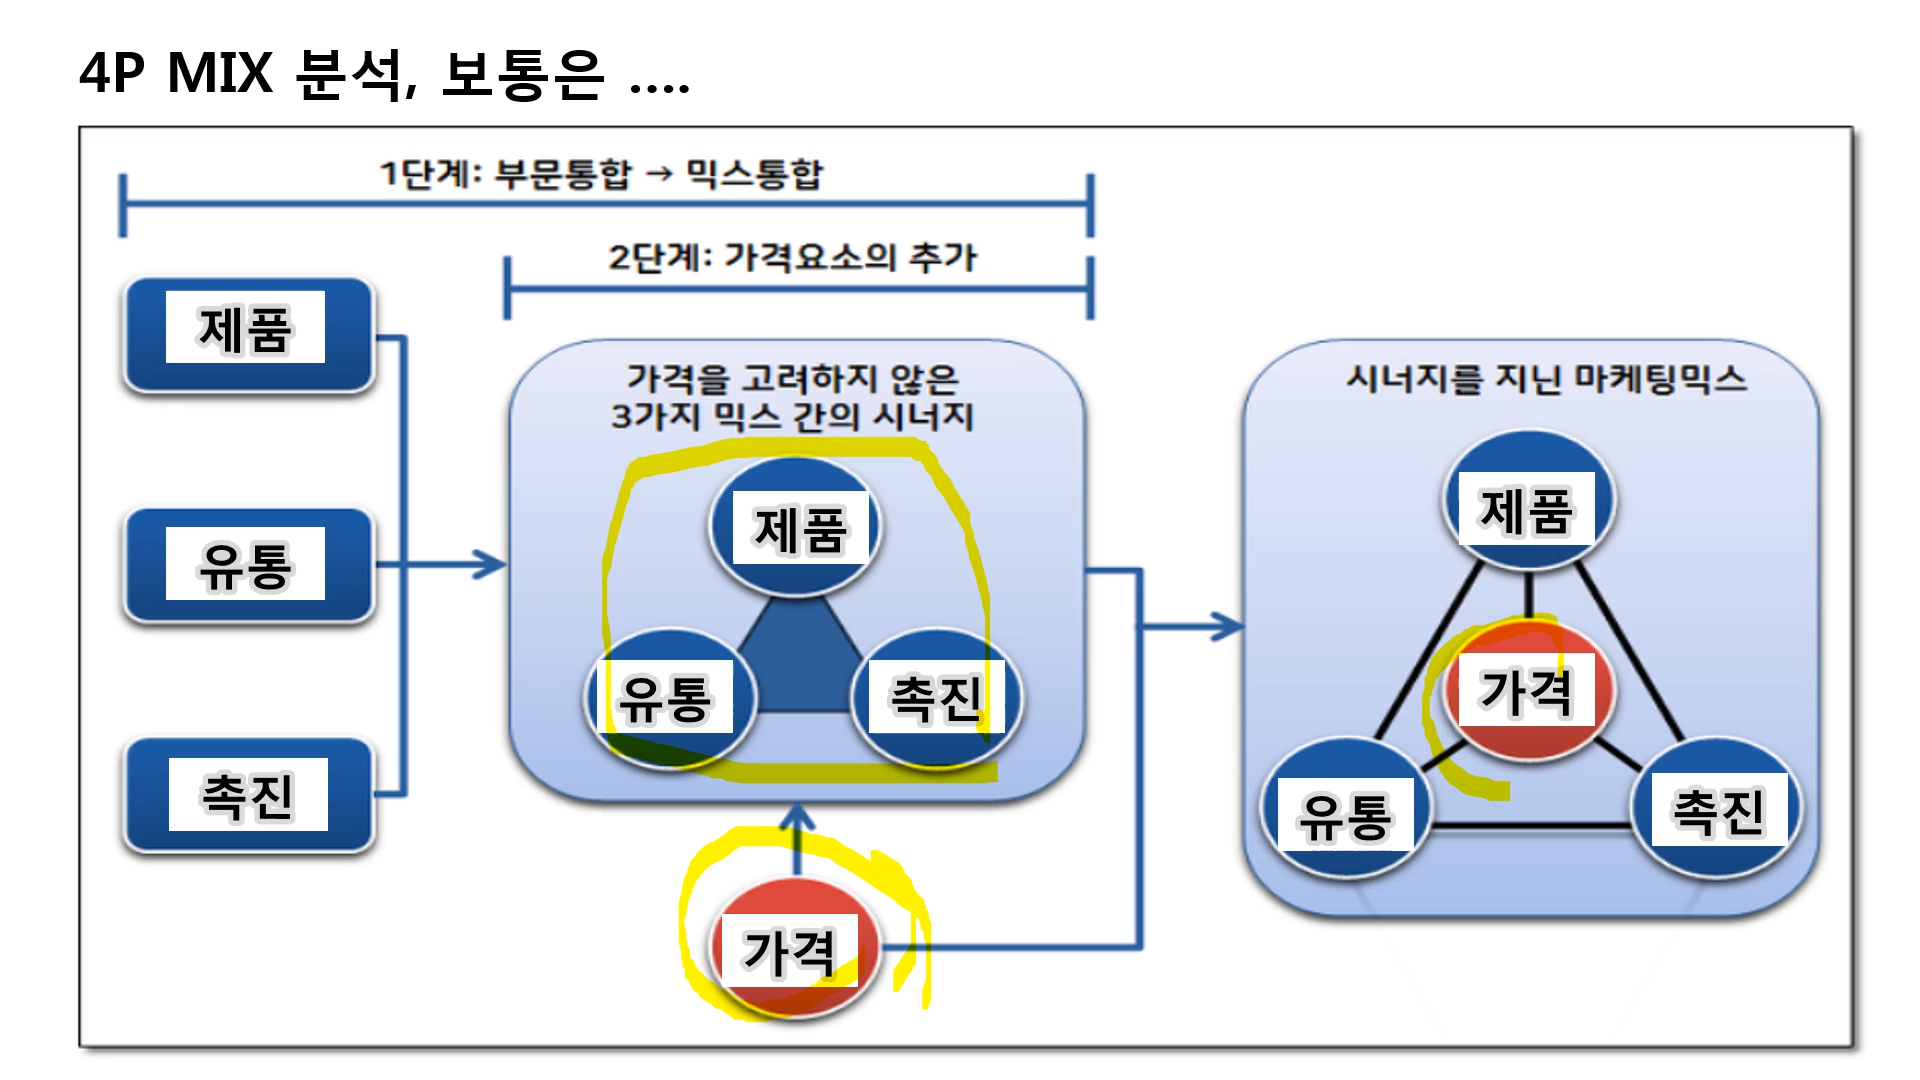 4P MIX 분석, 보통은 ....
1단계: 부문통합 → 믹스통합
2단계: 가격요소의 추가
제품
유통
촉진
가격을 고려하지 않은
3가지 믹스 간의 시너지
제품
유통
촉진
가격
시너지를 지닌 마케팅믹스
제품
가격
유통
촉진